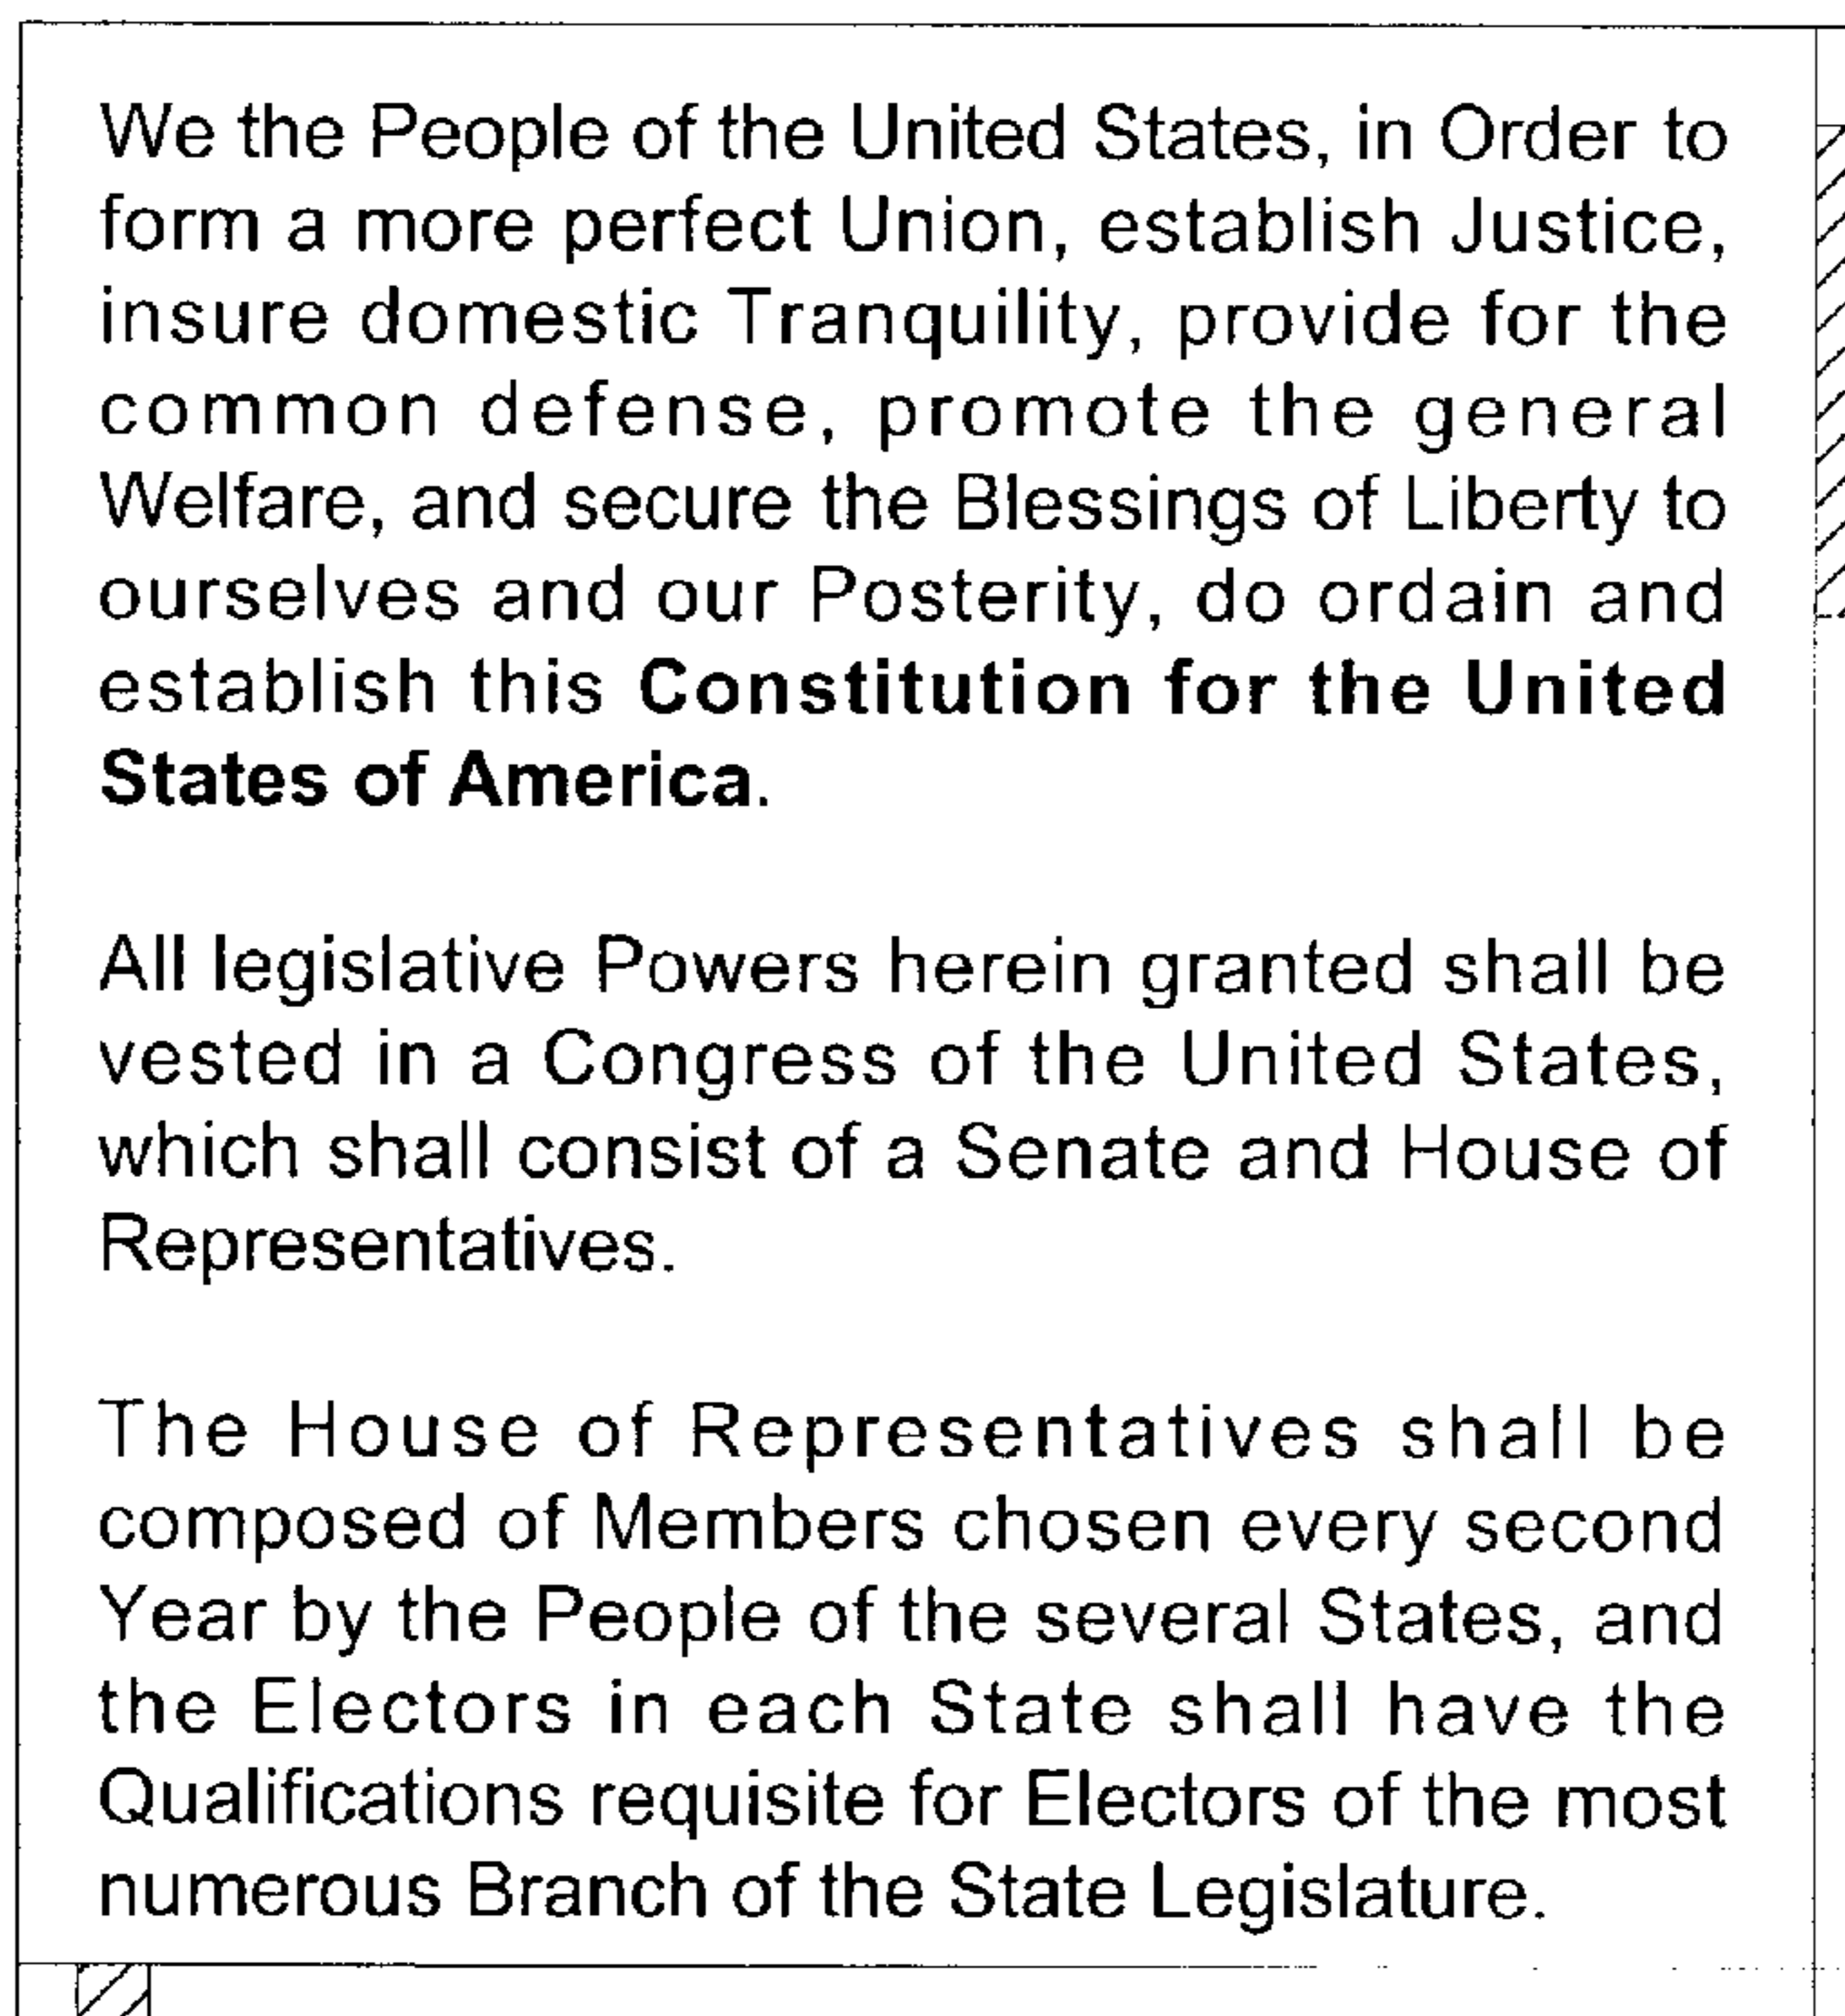 We the People of the United States, in Order to
form a more perfect Union, establish Justice,
insure domestic Tranquility, provide for the
common defense, promote the general
Welfare, and secure the Blessings of Liberty to
ourselves and our Posterity, do ordain and
establish this Constitution for the United
States of America.
All legislative Powers herein granted shall be
vested in a Congress of the United States,
which shall consist of a Senate and House of
Representatives.
The House of Representatives shall be
composed of Members chosen every second
Year by the People of the several States, and
the Electors in each State shall have the
Qualifications requisite for Electors of the most
numerous Branch of the State Legislature.